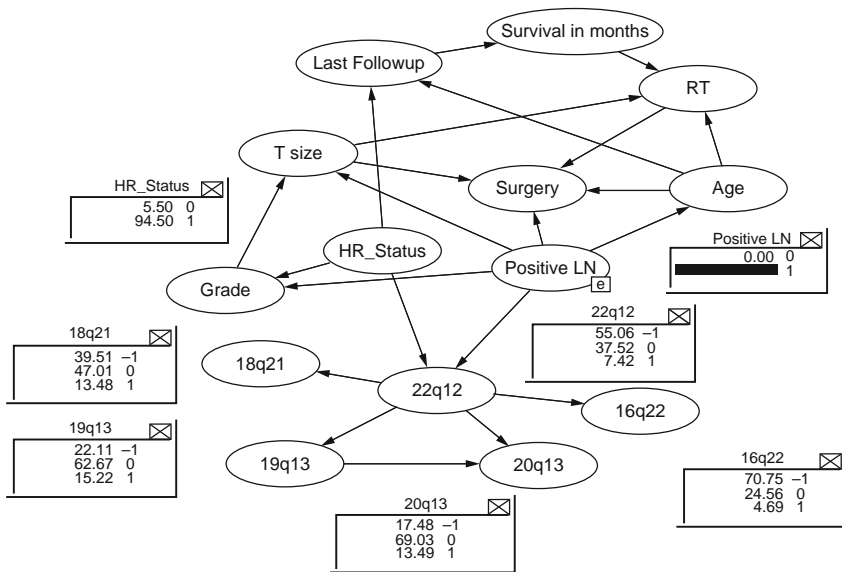 Survival in months
Last Followup
RT
T size
Surgery
Age
HR_Status
5.50 0
94.50 1
HR_Status
Positive LN
e
Positive LN
0.00 0
1
Grade
22q12
55.06 –1
37.52 0
7.42 1
18q21
39.51 –1
47.01 0
13.48 1
18q21
22q12
16q22
19q13
22.11 –1
62.67 0
15.22 1
19q13
20q13
16q22
70.75 –1
24.56 0
4.69 1
20q13
17.48 –1
69.03 0
13.49 1